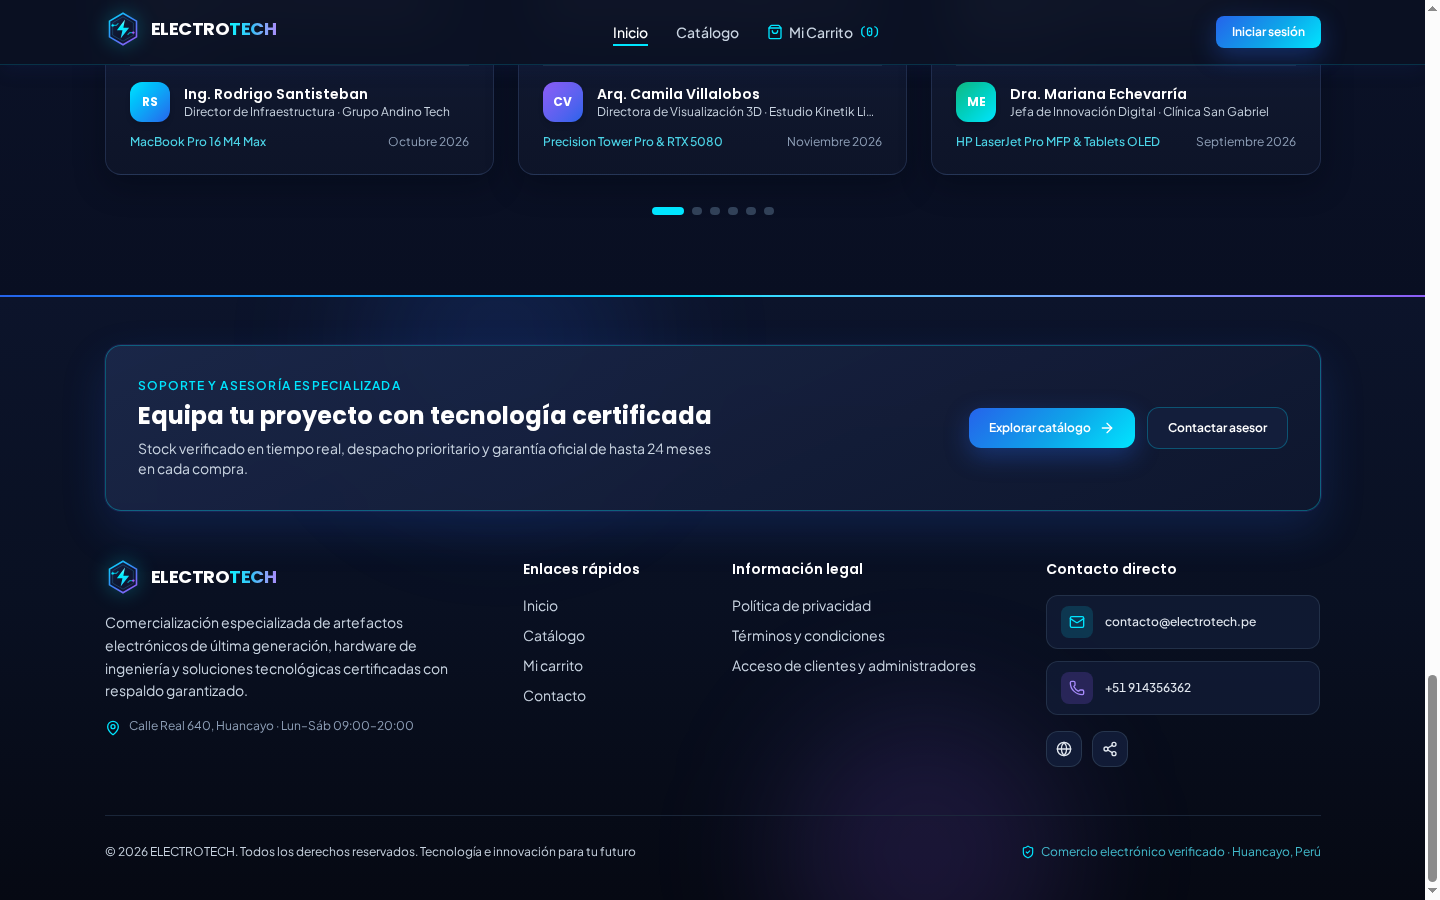 ELECTROTECH
Inicio
Catálogo
Mi Carrito (0)
Iniciar sesión
RS
Ing. Rodrigo Santisteban
Director de Infraestructura · Grupo Andino Tech
MacBook Pro 16 M4 Max
Octubre 2026
CV
Arq. Camila Villalobos
Directora de Visualización 3D · Estudio Kinetik Li...
Precision Tower Pro & RTX 5080
Noviembre 2026
ME
Dra. Mariana Echevarría
Jefa de Innovación Digital · Clínica San Gabriel
HP LaserJet Pro MFP & Tablets OLED
Septiembre 2026
SOPORTE Y ASESORÍA ESPECIALIZADA
Equipa tu proyecto con tecnología certificada
Stock verificado en tiempo real, despacho prioritario y garantía oficial de hasta 24 meses
en cada compra.
Explorar catálogo
Contactar asesor
ELECTROTECH
Comercialización especializada de artefactos
electrónicos de última generación, hardware de
ingeniería y soluciones tecnológicas certificadas con
respaldo garantizado.
Calle Real 640, Huancayo · Lun–Sáb 09:00–20:00
Enlaces rápidos
Inicio
Catálogo
Mi carrito
Contacto
Información legal
Política de privacidad
Términos y condiciones
Acceso de clientes y administradores
Contacto directo
contacto@electrotech.pe
+51 914356362
© 2026 ELECTROTECH. Todos los derechos reservados. Tecnología e innovación para tu futuro
Comercio electrónico verificado · Huancayo, Perú